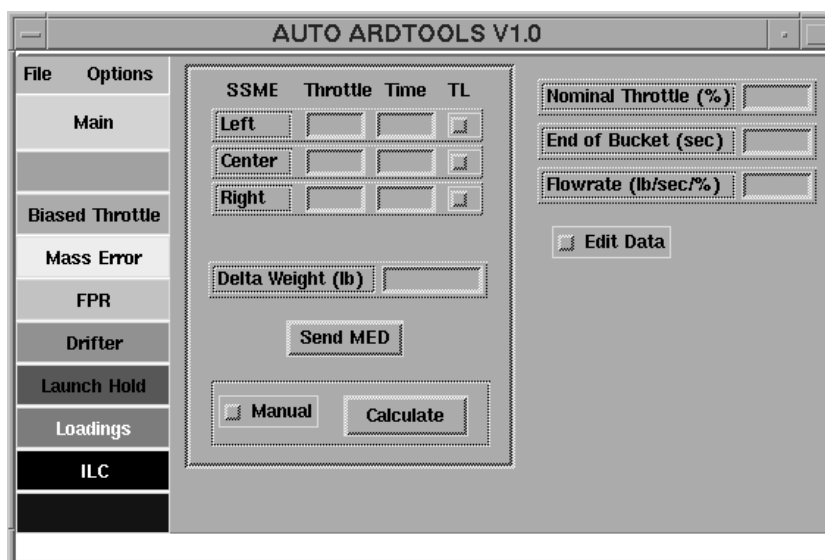 AUTO ARDTOOLS V1.0
File Options
Main
Biased Throttle
Mass Error
FPR
Drifter
Launch Hold
Loadings
ILC
SSME Throttle Time TL
Left
Center
Right
Delta Weight (lb)
Send MED
Manual
Calculate
Nominal Throttle (%)
End of Bucket (sec)
Flowrate (lb/sec/%)
Edit Data